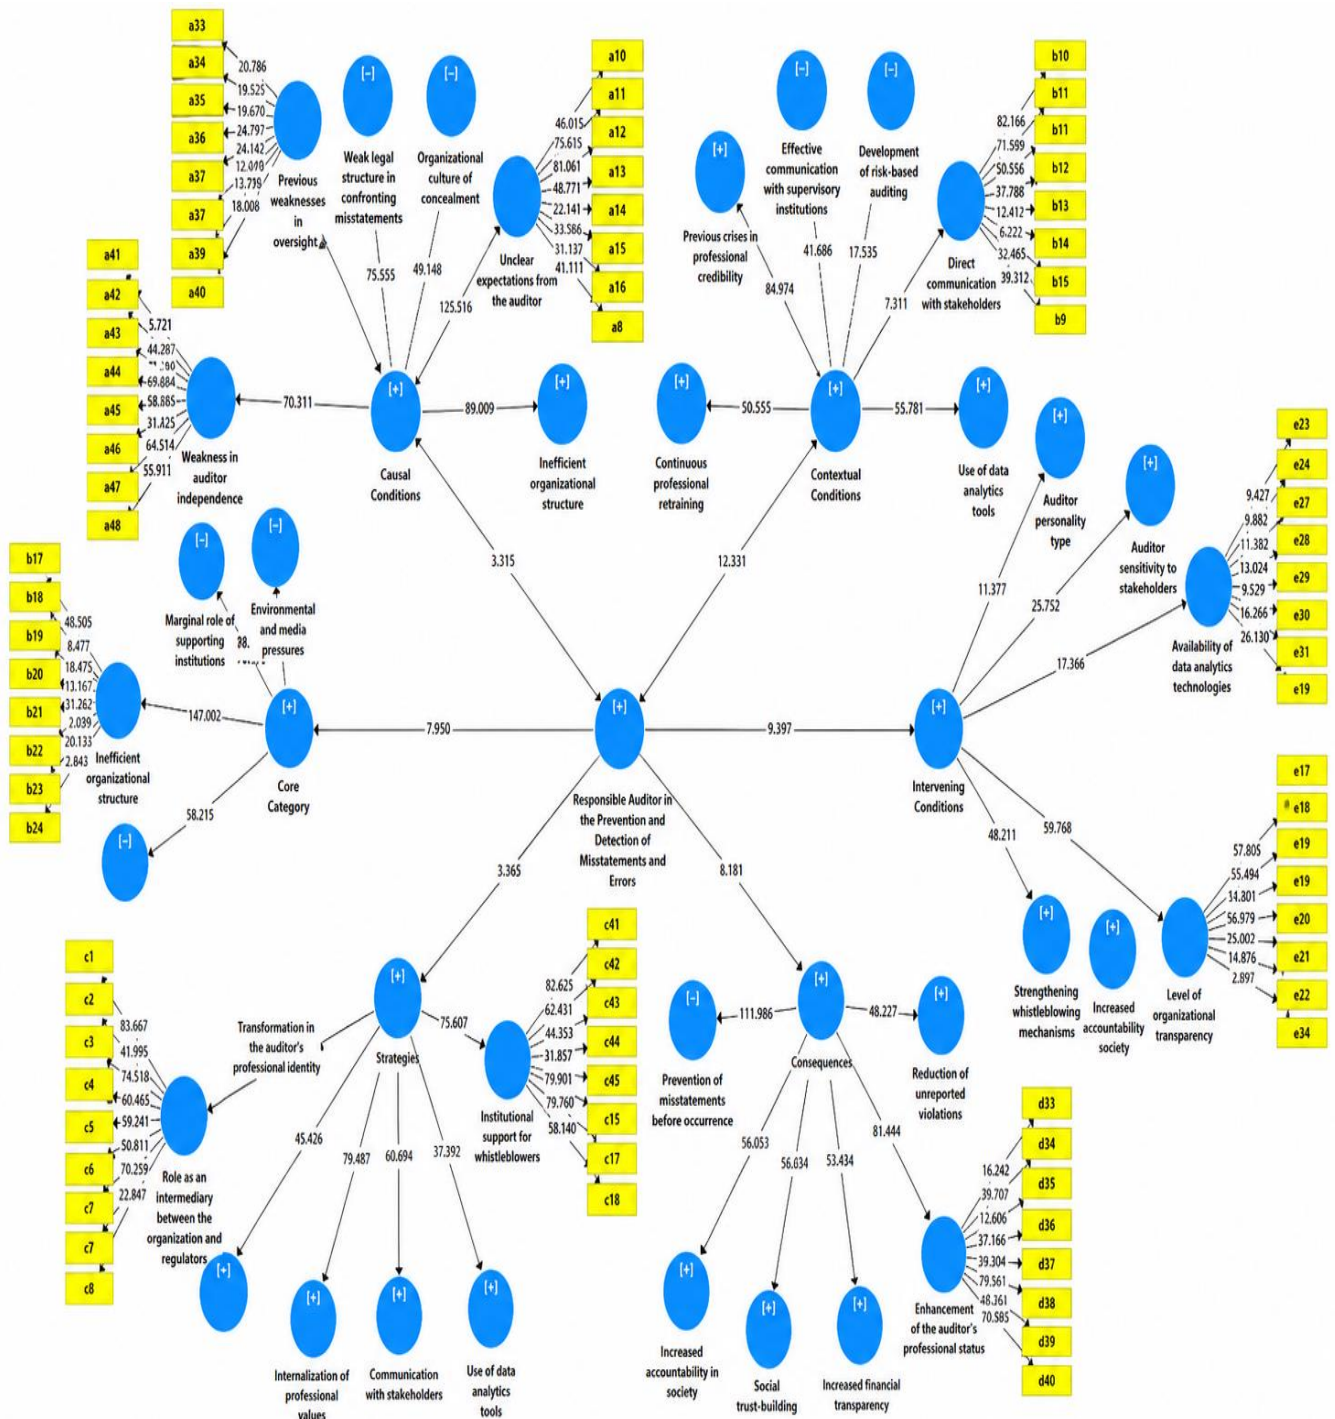 a33
a34
a35
a36
a37
a37
a39
a40
20.786
19.525
19.670
24.797
24.142
13.799
18.008
Previous
weaknesses
in
oversight
[-]
Weak legal
structure in
confronting
misstatements
[-]
Organizational
culture of
concealment
75.555
49.148
125.516
Unclear
expectations from
the auditor
46.015
75.615
81.061
48.771
22.141
33.586
31.137
41.111
a10
a11
a12
a13
a14
a15
a16
a8
[+]
Previous crises in
professional
credibility
[-]
Effective
communication
with supervisory
institutions
[-]
Development
of risk-based
auditing
84.974
41.686
17.535
7.311
Direct
communication
with stakeholders
82.166
71.599
50.556
37.788
12.412
6.222
32.465
39.312
b10
b11
b11
b12
b13
b14
b15
b9
a41
a42
a43
a44
a45
a46
a47
a48
5.721
44.287
69.884
58.885
31.425
64.514
55.911
Weakness in
auditor
independence
70.311
[+]
Causal
Conditions
89.009
[+]
Inefficient
organizational
structure
[+]
Continuous
professional
retraining
50.555
[+]
Contextual
Conditions
55.781
[+]
Use of data
analytics
tools
[+]
Auditor
personality
type
[+]
Auditor
sensitivity to
stakeholders
e23
e24
e27
e28
e29
e30
e31
e19
9.427
9.882
11.382
13.024
9.529
16.266
26.130
Availability of
data analytics
technologies
11.377
25.752
17.366
3.315
12.331
b17
b18
b19
b20
b21
b22
b23
b24
48.505
8.477
18.475
13.167
31.262
2.039
20.133
2.843
Inefficient
organizational
structure
[-]
Marginal role of
supporting
institutions
[-]
Environmental
and media
pressures
38.
147.002
[+]
Core
Category
58.215
[-]
7.950
[+]
Responsible Auditor in
the Prevention and
Detection of
Misstatements and
Errors
9.397
[+]
Intervening
Conditions
48.211
59.768
[+]
Strengthening
whistleblowing
mechanisms
[+]
Increased
accountability
society
Level of
organizational
transparency
57.805
55.494
14.801
56.979
25.002
14.876
2.897
e17
e18
e19
e19
e20
e21
e22
e34
3.365
8.181
c1
c2
c3
c4
c5
c6
c7
c7
c8
83.667
41.995
74.518
60.465
59.241
50.811
70.259
22.847
Role as an
Intermediary
between the
organization and
regulators
Transformation in
the auditor's
professional identity
[+]
Strategies
75.607
Institutional
support for
whistleblowers
82.625
62.431
44.353
31.857
79.901
79.760
58.140
c41
c42
c43
c44
c45
c15
c17
c18
45.426
79.487
60.694
37.392
[+]
[+]
Internalization of
professional
values
[+]
Communication
with stakeholders
[+]
Use of data
analytics
tools
[-]
Prevention of
misstatements
before occurrence
111.986
[+]
Consequences
48.227
[+]
Reduction of
unreported
violations
56.053
56.634
53.434
81.444
[+]
Increased
accountability in
society
[+]
Social
trust-building
[+]
Increased financial
transparency
Enhancement
of the auditor's
professional status
16.242
39.707
12.606
37.166
39.304
79.561
48.361
70.585
d33
d34
d35
d36
d37
d38
d39
d40